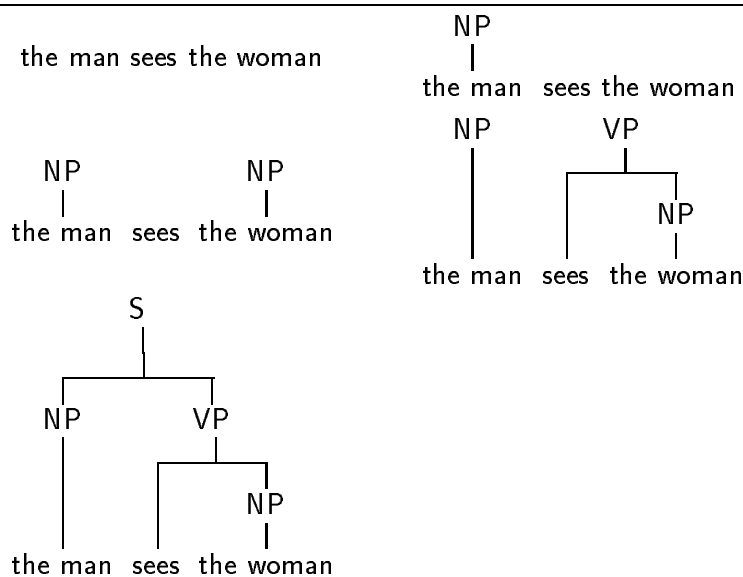 the man sees the woman
NP
the man sees the woman
NP NP
the man sees the woman
NP VP
NP
the man sees the woman
S
NP VP
NP
the man sees the woman